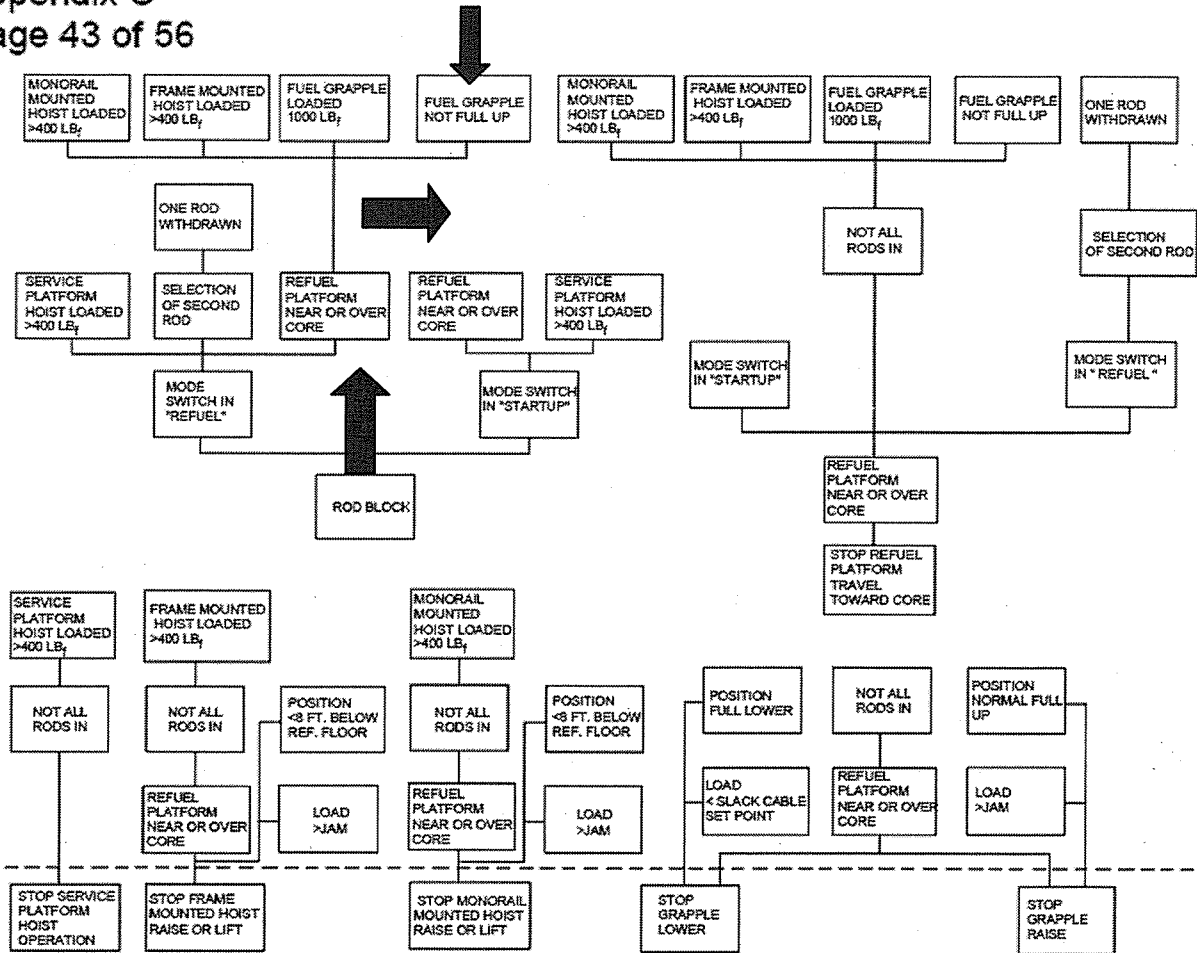 age 43 of 56
MONORAIL
MOUNTED
HOIST LOADED
>400 LBf
FRAME MOUNTED
HOIST LOADED
>400 LBf
FUEL GRAPPLE
LOADED
1000 LBf
FUEL GRAPPLE
NOT FULL UP
MONORAIL
MOUNTED
HOIST LOADED
>400 LBf
FRAME MOUNTED
HOIST LOADED
>400 LBf
FUEL GRAPPLE
LOADED
1000 LBf
FUEL GRAPPLE
NOT FULL UP
ONE ROD
WITHDRAWN
ONE ROD
WITHDRAWN
NOT ALL
RODS IN
SELECTION
OF SECOND ROD
SERVICE
PLATFORM
HOIST LOADED
>400 LBf
SELECTION
OF SECOND
ROD
REFUEL
PLATFORM
NEAR OR OVER
CORE
REFUEL
PLATFORM
NEAR OR OVER
CORE
SERVICE
PLATFORM
HOIST LOADED
>400 LBf
MODE
SWITCH IN
"REFUEL"
MODE SWITCH
IN "STARTUP"
MODE SWITCH
IN "STARTUP"
MODE SWITCH
IN " REFUEL "
ROD BLOCK
REFUEL
PLATFORM
NEAR OR OVER
CORE
STOP REFUEL
PLATFORM
TRAVEL
TOWARD CORE
SERVICE
PLATFORM
HOIST LOADED
>400 LBf
FRAME MOUNTED
HOIST LOADED
>400 LBf
MONORAIL
MOUNTED
HOIST LOADED
>400 LBf
NOT ALL
RODS IN
NOT ALL
RODS IN
POSITION
<8 FT. BELOW
REF. FLOOR
NOT ALL
RODS IN
POSITION
<8 FT. BELOW
REF. FLOOR
POSITION
FULL LOWER
NOT ALL
RODS IN
POSITION
NORMAL FULL
UP
REFUEL
PLATFORM
NEAR OR OVER
CORE
LOAD
>JAM
REFUEL
PLATFORM
NEAR OR OVER
CORE
LOAD
>JAM
LOAD
< SLACK CABLE
SET POINT
REFUEL
PLATFORM
NEAR OR OVER
CORE
LOAD
>JAM
STOP SERVICE
PLATFORM
HOIST
OPERATION
STOP FRAME
MOUNTED HOIST
RAISE OR LIFT
STOP MONORAIL
MOUNTED HOIST
RAISE OR LIFT
STOP
GRAPPLE
LOWER
STOP
GRAPPLE
RAISE